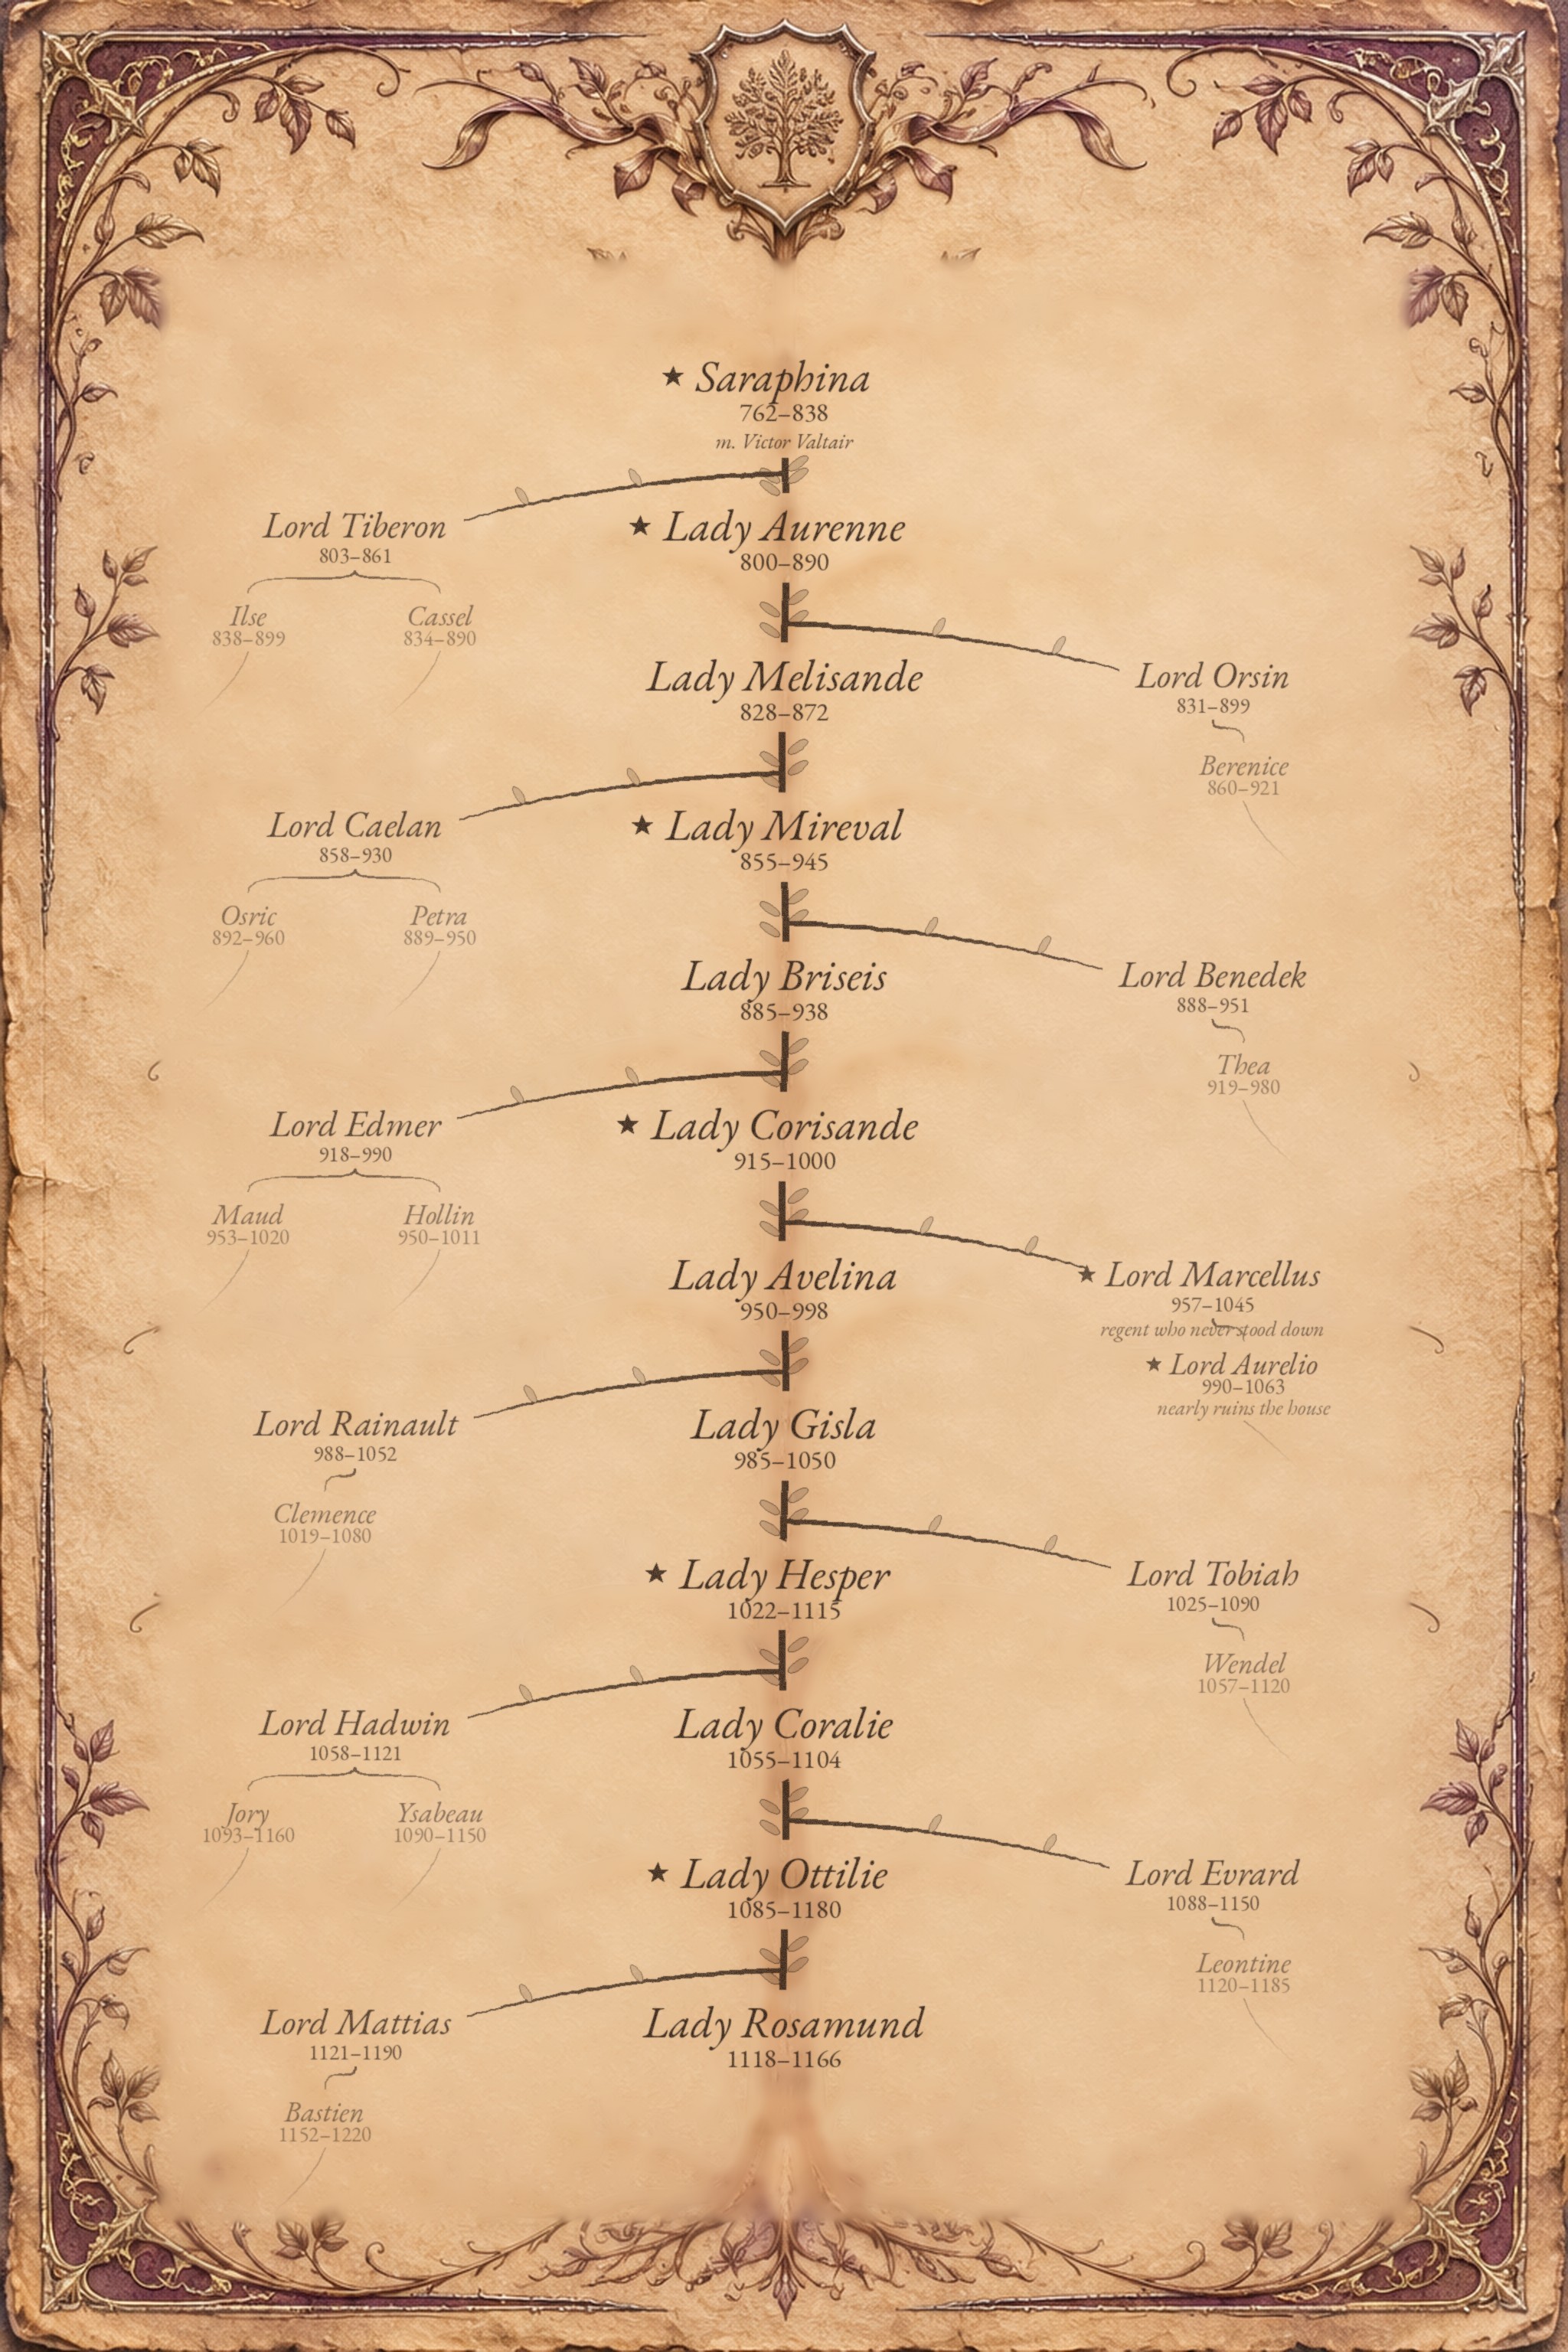 ★ Saraphina
762–838
m. Victor Valtair
Lord Tiberon
803–861
★ Lady Aurenne
800–890
Ilse
838–899
Cassel
834–890
Lady Melisande
828–872
Lord Orsin
831–899
Berenice
860–921
Lord Caelan
858–930
★ Lady Mireval
855–945
Osric
892–960
Petra
889–950
Lady Briseis
885–938
Lord Benedek
888–951
Thea
919–980
Lord Edmer
918–990
★ Lady Corisande
915–1000
Maud
953–1020
Hollin
950–1011
Lady Avelina
950–998
★ Lord Marcellus
957–1045
regent who never stood down
★ Lord Aurelio
990–1063
nearly ruins the house
Lord Rainault
988–1052
Lady Gisla
985–1050
Clemence
1019–1080
★ Lady Hesper
1022–1115
Lord Tobiah
1025–1090
Wendel
1057–1120
Lord Hadwin
1058–1121
Lady Coralie
1055–1104
Jory
1093–1160
Ysabeau
1090–1150
★ Lady Ottilie
1085–1180
Lord Evrard
1088–1150
Leontine
1120–1185
Lord Mattias
1121–1190
Lady Rosamund
1118–1166
Bastien
1152–1220